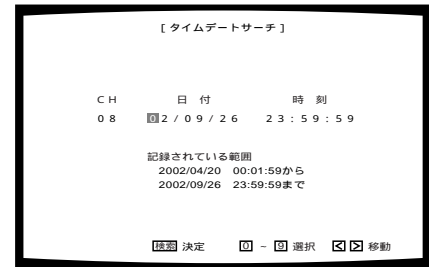 [タイムデートサーチ]
CH 日付 時刻
08 02/09/26 23:59:59
記録されている範囲
2002/04/20 00:01:59から
2002/09/26 23:59:59まで
検索 決定 0 ~ 9 選択 < > 移動